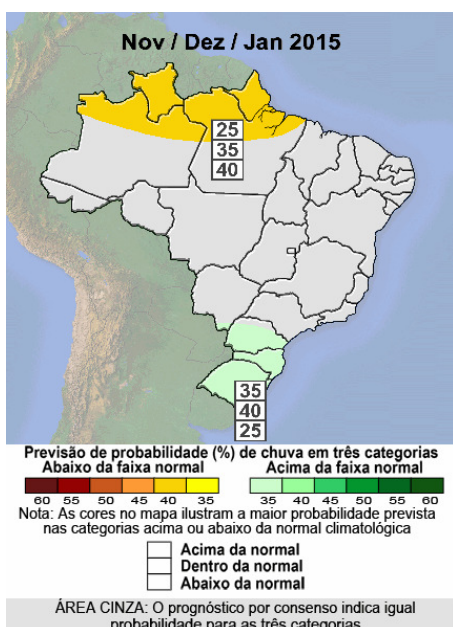 Nov / Dez / Jan 2015
25
35
40
35
40
25
Previsão de probabilidade (%) de chuva em três categorias
Abaixo da faixa normal Acima da faixa normal
60 55 50 45 40 35 35 40 45 50 55 60
Nota: As cores no mapa ilustram a maior probabilidade prevista
nas categorias acima ou abaixo da normal climatológica
Acima da normal
Dentro da normal
Abaixo da normal
ÁREA CINZA: O prognóstico por consenso indica igual
probabilidade para as três categorias